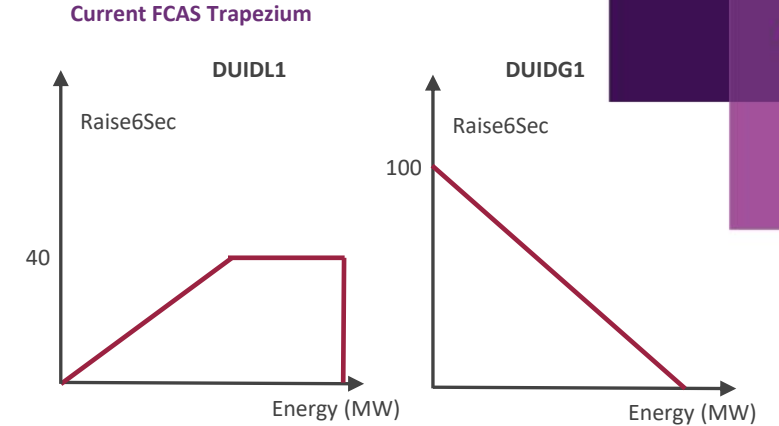 Current FCAS Trapezium
DUIDL1
Raise6Sec
40
Energy (MW)
DUIDG1
Raise6Sec
100
Energy (MW)